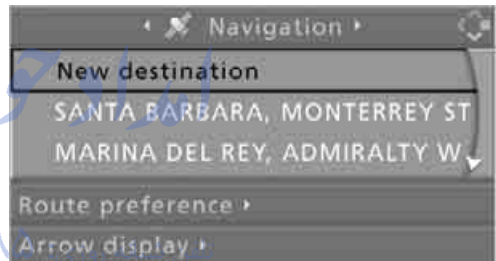 Navigation
New destination
SANTA BARBARA, MONTERREY ST
MARINA DEL REY, ADMIRALTY W
Route preference
Arrow display